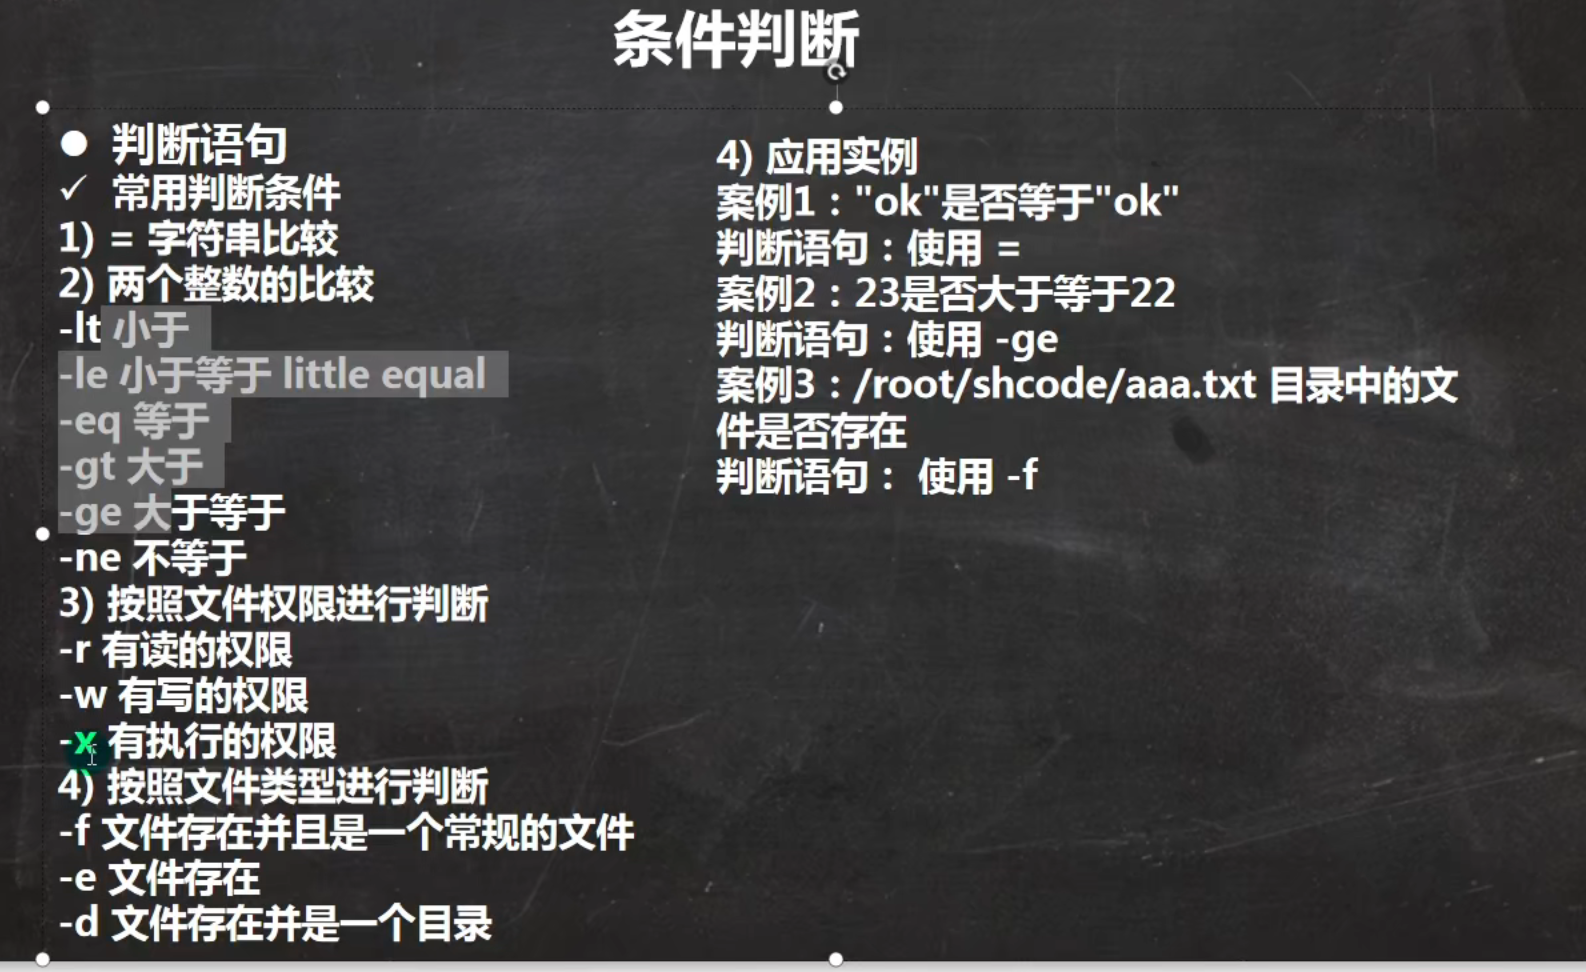 条件判断
● 判断语句
✓ 常用判断条件
1) = 字符串比较
2) 两个整数的比较
-lt 小于
-le 小于等于 little equal
-eq 等于
-gt 大于
-ge 大于等于
-ne 不等于
3) 按照文件权限进行判断
-r 有读的权限
-w 有写的权限
-x 有执行的权限
4) 按照文件类型进行判断
-f 文件存在并且是一个常规的文件
-e 文件存在
-d 文件存在并是一个目录
4) 应用实例
案例1："ok"是否等于"ok"
判断语句：使用 =
案例2：23是否大于等于22
判断语句：使用 -ge
案例3：/root/shcode/aaa.txt 目录中的文
件是否存在
判断语句： 使用 -f